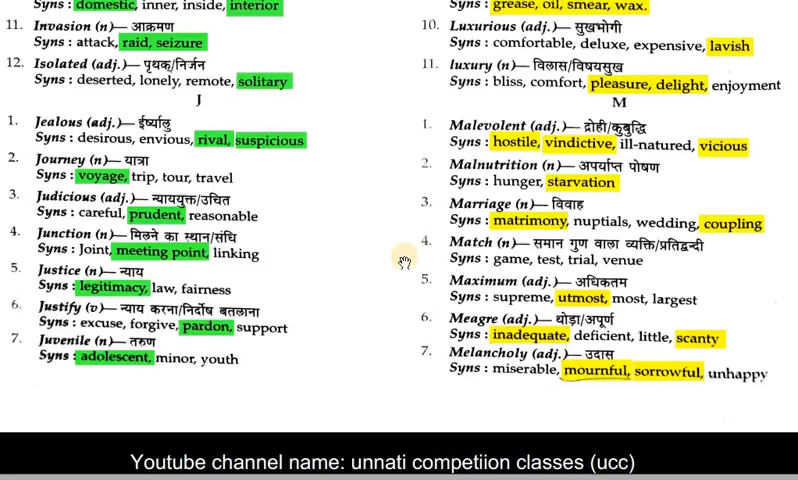 Syns : domestic, inner, inside, interior
11. Invasion (n)— आक्रमण
Syns : attack, raid, seizure
12. Isolated (adj.)— पृथक्/निर्जन
Syns : deserted, lonely, remote, solitary
J
1. Jealous (adj.)— ईर्ष्यालु
Syns : desirous, envious, rival, suspicious
2. Journey (n)— यात्रा
Syns : voyage, trip, tour, travel
3. Judicious (adj.)— न्याययुक्त/उचित
Syns : careful, prudent, reasonable
4. Junction (n)— मिलने का स्थान/संधि
Syns : Joint, meeting point, linking
5. Justice (n)— न्याय
Syns : legitimacy, law, fairness
6. Justify (v)— न्याय करना/निर्दोष बतलाना
Syns : excuse, forgive, pardon, support
7. Juvenile (n)— तरुण
Syns : adolescent, minor, youth
Syns : grease, oil, smear, wax.
10. Luxurious (adj.)— सुखभोगी
Syns : comfortable, deluxe, expensive, lavish
11. luxury (n)— विलास/विषयसुख
Syns : bliss, comfort, pleasure, delight, enjoyment
M
1. Malevolent (adj.)— द्रोही/कुबुद्धि
Syns : hostile, vindictive, ill-natured, vicious
2. Malnutrition (n)— अपर्याप्त पोषण
Syns : hunger, starvation
3. Marriage (n)— विवाह
Syns : matrimony, nuptials, wedding, coupling
4. Match (n)— समान गुण वाला व्यक्ति/प्रतिद्वन्दी
Syns : game, test, trial, venue
5. Maximum (adj.)— अधिकतम
Syns : supreme, utmost, most, largest
6. Meagre (adj.)— थोड़ा/अपूर्ण
Syns : inadequate, deficient, little, scanty
7. Melancholy (adj.)— उदास
Syns : miserable, mournful, sorrowful, unhappy
Youtube channel name: unnati competiion classes (ucc)